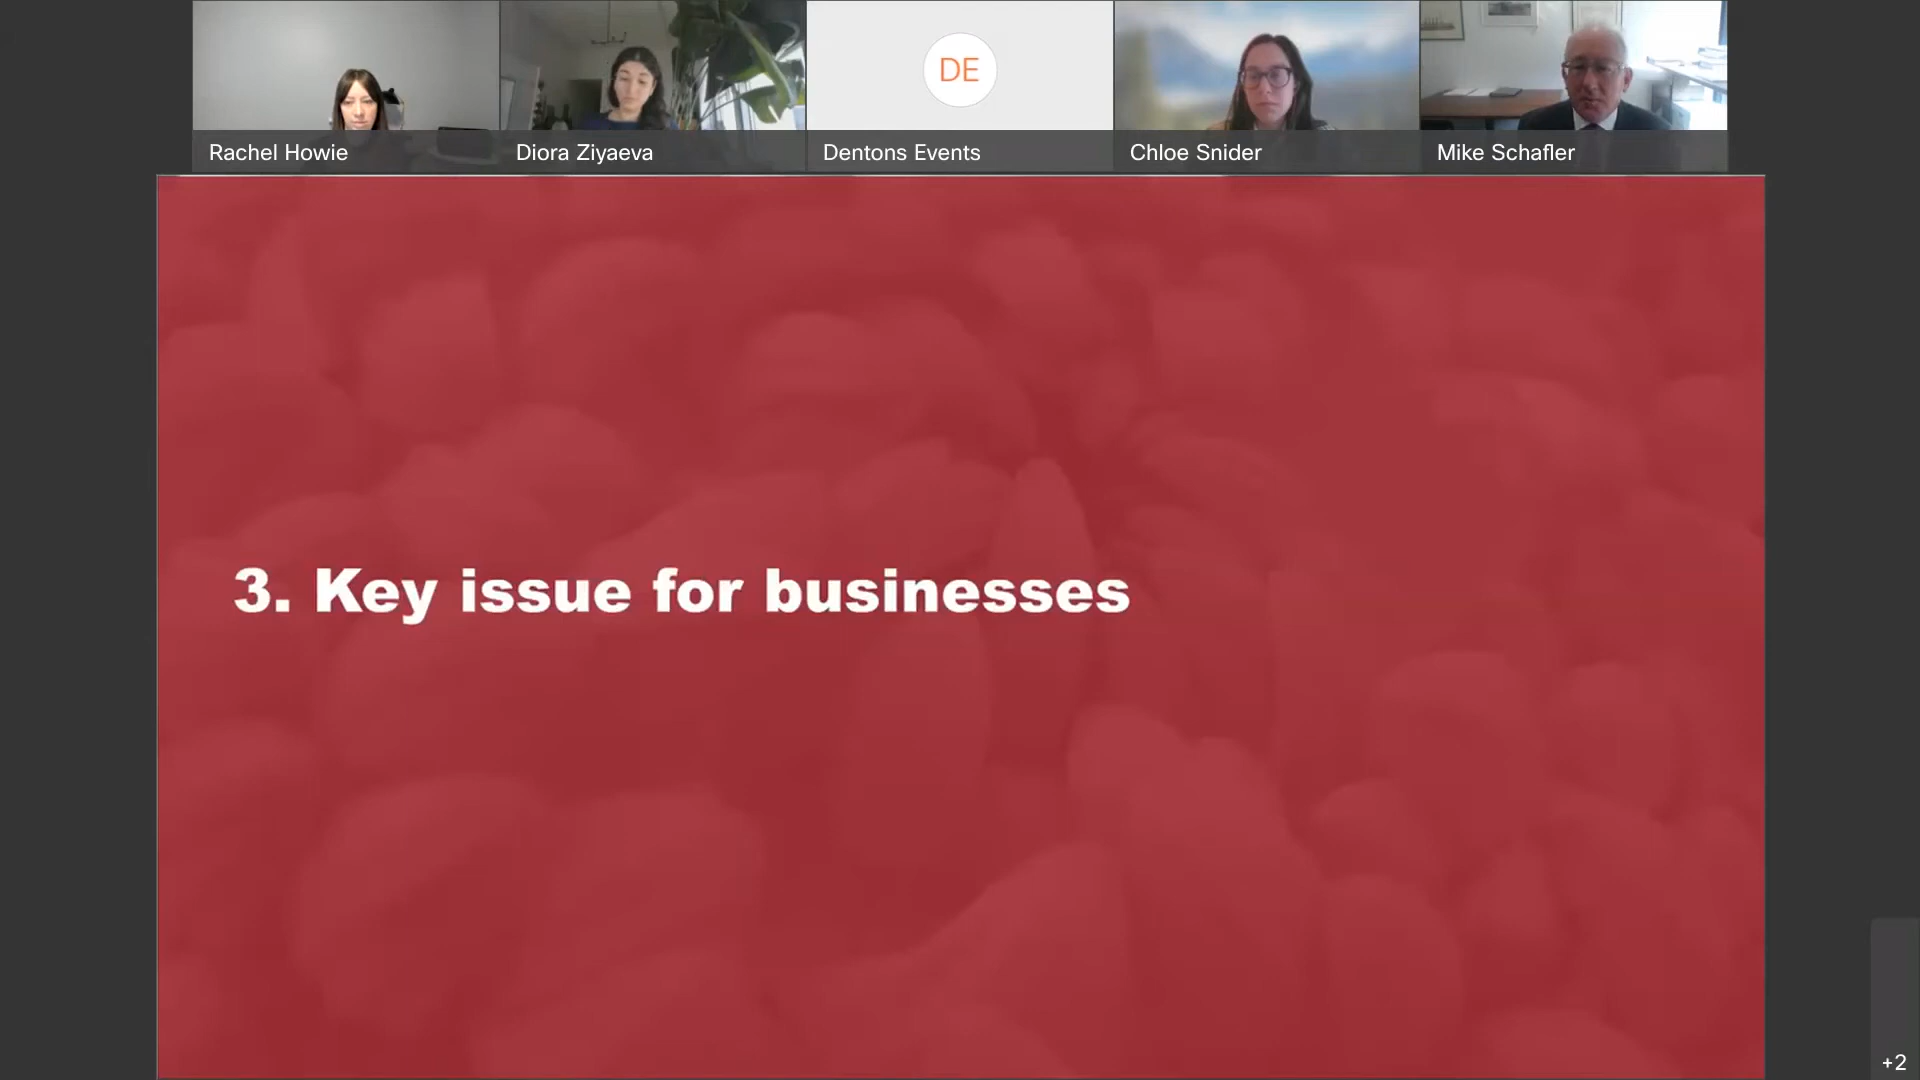 DE
Rachel Howie
Diora Ziyaeva
Dentons Events
Chloe Snider
Mike Schafler
3. Key issue for businesses
+2